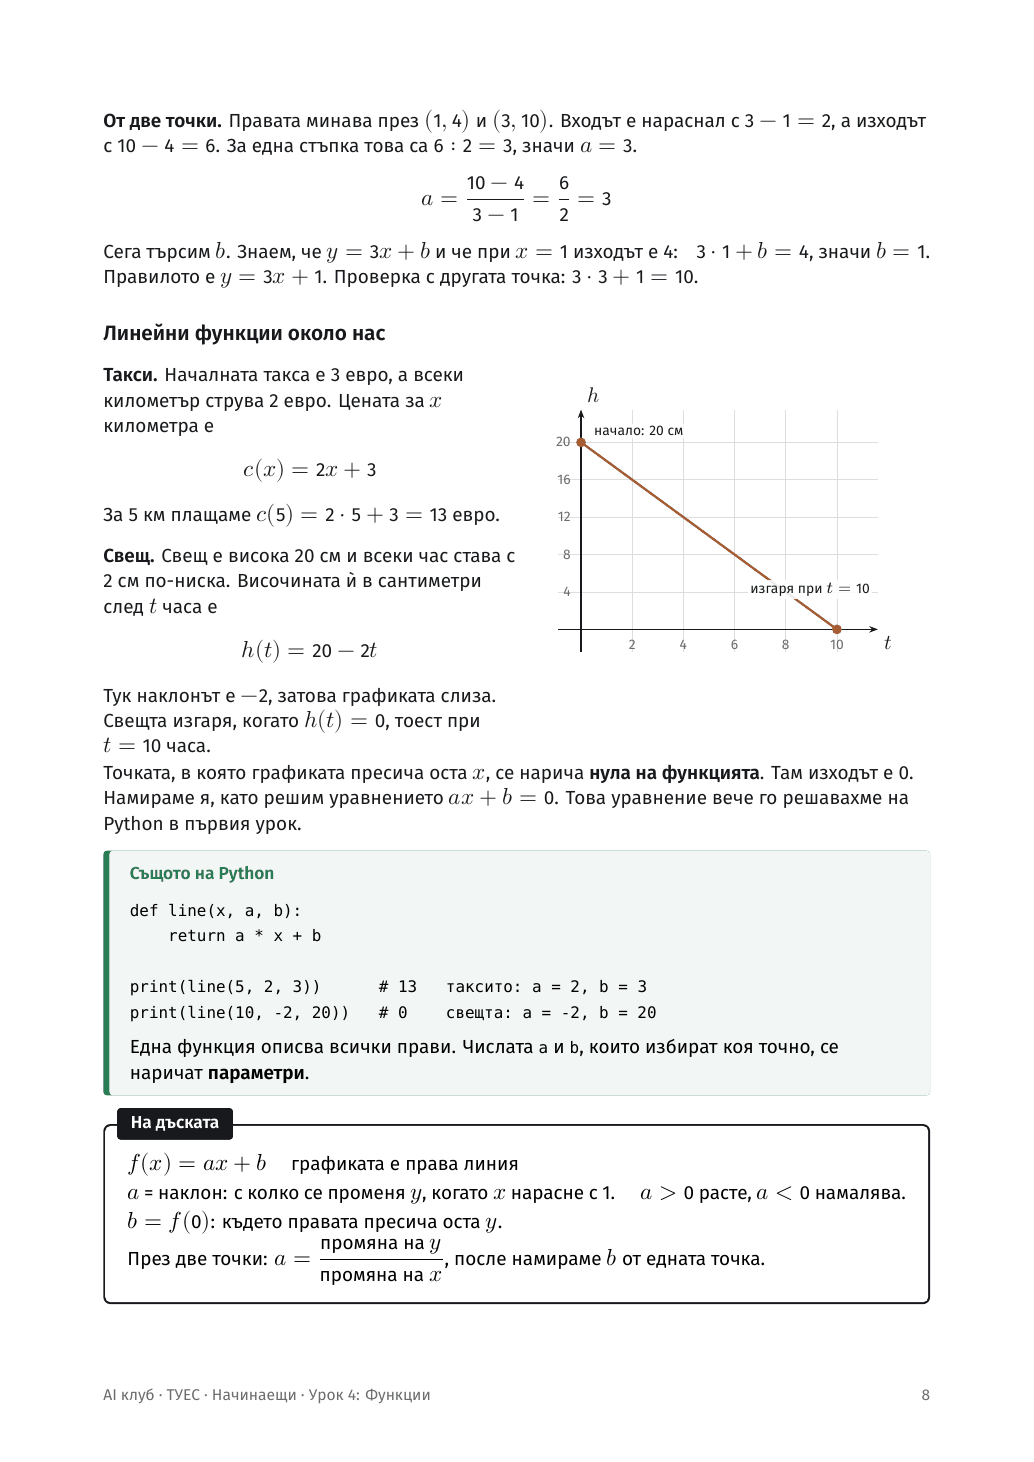 От две точки. Правата минава през (1, 4) и (3, 10). Входът е нараснал с 3 − 1 = 2, а изходът
с 10 − 4 = 6. За една стъпка това са 6 : 2 = 3, значи a = 3.
a = (10 − 4)/(3 − 1) = 6/2 = 3
Сега търсим b. Знаем, че y = 3x + b и че при x = 1 изходът е 4: 3 · 1 + b = 4, значи b = 1.
Правилото е y = 3x + 1. Проверка с другата точка: 3 · 3 + 1 = 10.
Линейни функции около нас
Такси. Началната такса е 3 евро, а всеки
километър струва 2 евро. Цената за x
километра е
c(x) = 2x + 3
За 5 км плащаме c(5) = 2 · 5 + 3 = 13 евро.
Свещ. Свещ е висока 20 см и всеки час става с
2 см по-ниска. Височината ѝ в сантиметри
след t часа е
h(t) = 20 − 2t
Тук наклонът е −2, затова графиката слиза.
Свещта изгаря, когато h(t) = 0, тоест при
t = 10 часа.
h
начало: 20 см
20
16
12
8
4
изгаря при t = 10
2 4 6 8 10 t
Точката, в която графиката пресича оста x, се нарича нула на функцията. Там изходът е 0.
Намираме я, като решим уравнението ax + b = 0. Това уравнение вече го решавахме на
Python в първия урок.
Същото на Python
def line(x, a, b):
    return a * x + b
print(line(5, 2, 3))      # 13   таксито: a = 2, b = 3
print(line(10, -2, 20))   # 0    свещта: a = -2, b = 20
Една функция описва всички прави. Числата a и b, които избират коя точно, се
наричат параметри.
На дъската
f(x) = ax + b графиката е права линия
a = наклон: с колко се променя y, когато x нарасне с 1. a > 0 расте, a < 0 намалява.
b = f(0): където правата пресича оста y.
През две точки: a = промяна на y / промяна на x, после намираме b от едната точка.
AI клуб · ТУЕС · Начинаещи · Урок 4: Функции 8